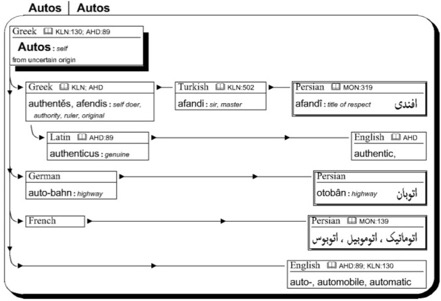 Autos | Autos
Greek 📖 KLN:130; AHD:89
Autos : self
from uncertain origin
Greek 📖 KLN; AHD
authentēs, afendis : self doer,
authority, ruler, original
Turkish 📖 KLN:502
afandi : sir, master
Persian 📖 MON:319
afandī : title of respect افندی
Latin 📖 AHD:89
authenticus : genuine
English 📖 AHD
authentic,
German
auto-bahn : highway
Persian
otobān : highway اتوبان
French
Persian 📖 MON:139
اتوماتیک ، اتوموبیل ، اتوبوس
English 📖 AHD:89; KLN:130
auto-, automobile, automatic